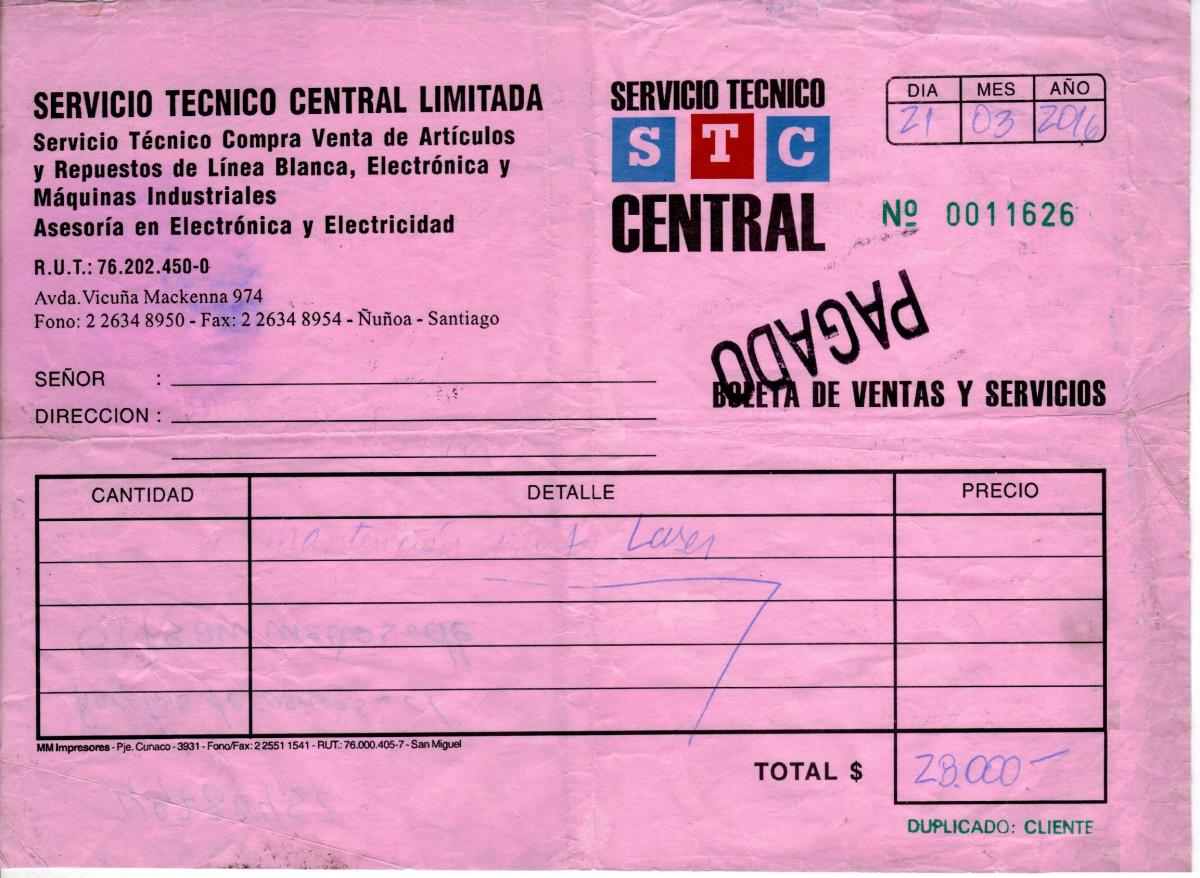 SERVICIO TECNICO CENTRAL LIMITADA
Servicio Técnico Compra Venta de Artículos
y Repuestos de Línea Blanca, Electrónica y
Máquinas Industriales
Asesoría en Electrónica y Electricidad
R.U.T.: 76.202.450-0
Avda. Vicuña Mackenna 974
Fono: 2 2634 8950 - Fax: 2 2634 8954 - Ñuñoa - Santiago
SERVICIO TECNICO
S T C
CENTRAL
DIA MES AÑO
21 03 2016
Nº 0011626
PAGADO
BOLETA DE VENTAS Y SERVICIOS
SEÑOR :
DIRECCION :
CANTIDAD DETALLE PRECIO
mantención Laser
MM Impresores - Pje. Cunaco - 3931 - Fono/Fax: 2 2551 1541 - RUT.: 76.000.405-7 - San Miguel
TOTAL $ 28.000.-
DUPLICADO: CLIENTE